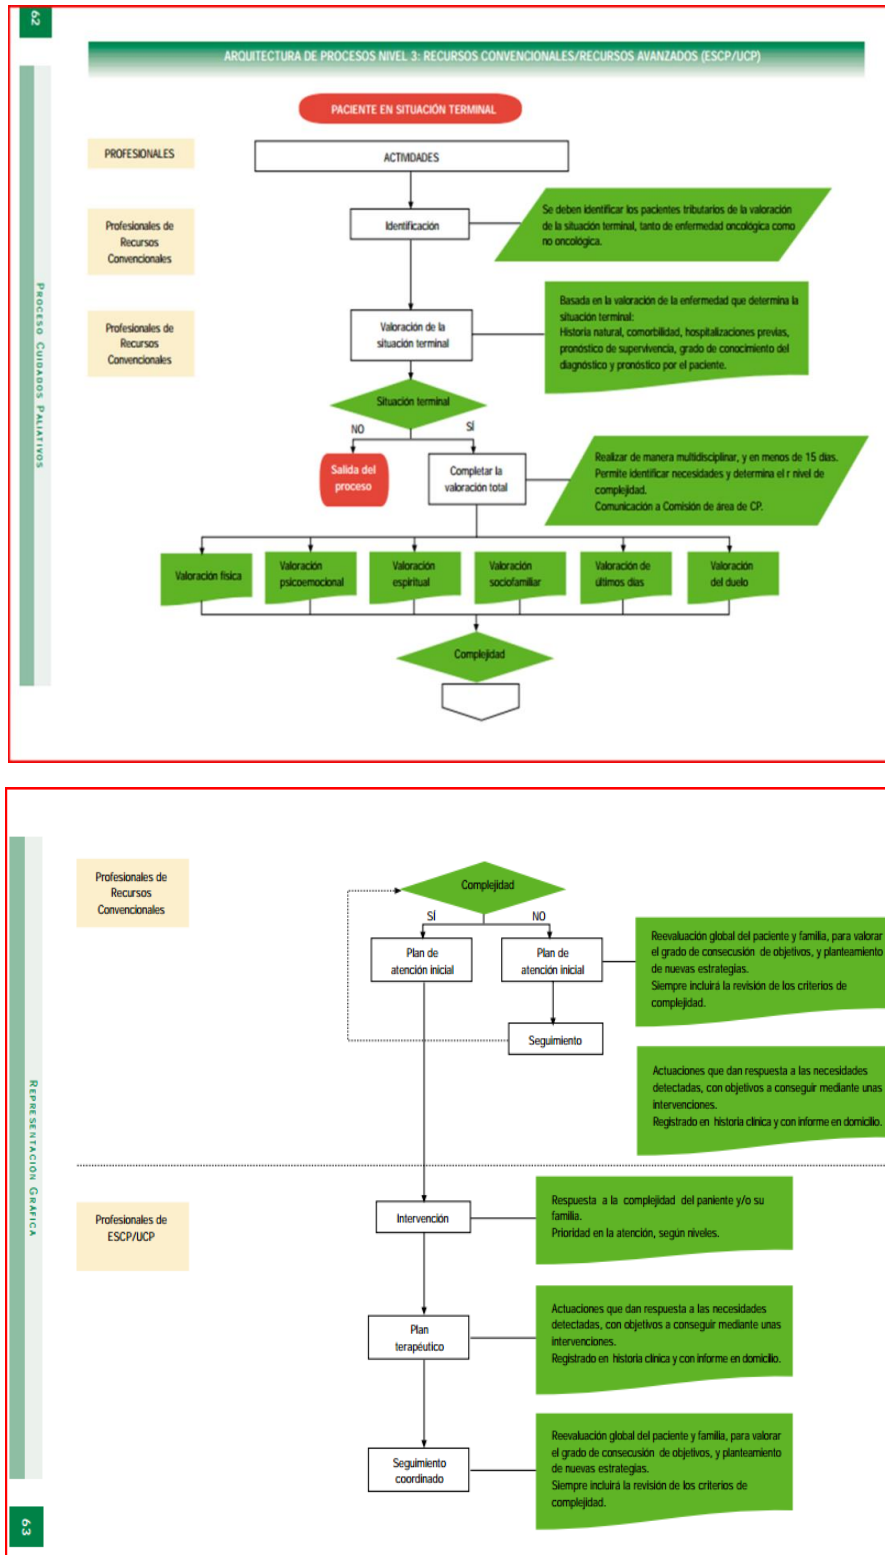 62
PROCESO CUIDADOS PALIATIVOS
ARQUITECTURA DE PROCESOS NIVEL 3: RECURSOS CONVENCIONALES/RECURSOS AVANZADOS (ESCP/UCP)
PACIENTE EN SITUACIÓN TERMINAL
PROFESIONALES
ACTIVIDADES
Profesionales de
Recursos
Convencionales
Identificación
Se deben identificar los pacientes tributarios de la valoración
de la situación terminal, tanto de enfermedad oncológica como
no oncológica.
Profesionales de
Recursos
Convencionales
Valoración de la
situación terminal
Basada en la valoración de la enfermedad que determina la
situación terminal:
Historia natural, comorbilidad, hospitalizaciones previas,
pronóstico de supervivencia, grado de conocimiento del
diagnóstico y pronóstico por el paciente.
Situación terminal
NO
SÍ
Salida del
proceso
Completar la
valoración total
Realizar de manera multidisciplinar, y en menos de 15 días.
Permite identificar necesidades y determina el r nivel de
complejidad.
Comunicación a Comisión de área de CP.
Valoración física
Valoración
psicoemocional
Valoración
espiritual
Valoración
sociofamiliar
Valoración de
últimos días
Valoración
del duelo
Complejidad
Profesionales de
Recursos
Convencionales
Complejidad
SÍ
NO
Plan de
atención inicial
Plan de
atención inicial
Reevaluación global del paciente y familia, para valorar
el grado de consecusión de objetivos, y planteamiento
de nuevas estrategias.
Siempre incluirá la revisión de los criterios de
complejidad.
Seguimiento
Actuaciones que dan respuesta a las necesidades
detectadas, con objetivos a conseguir mediante unas
intervenciones.
Registrado en historia clínica y con informe en domicilio.
REPRESENTACIÓN GRÁFICA
Profesionales de
ESCP/UCP
Intervención
Respuesta a la complejidad del paniente y/o su
familia.
Prioridad en la atención, según niveles.
Plan
terapéutico
Actuaciones que dan respuesta a las necesidades
detectadas, con objetivos a conseguir mediante unas
intervenciones.
Registrado en historia clínica y con informe en domicilio.
Seguimiento
coordinado
Reevaluación global del paciente y familia, para valorar
el grado de consecusión de objetivos, y planteamiento
de nuevas estrategias.
Siempre incluirá la revisión de los criterios de
complejidad.
63